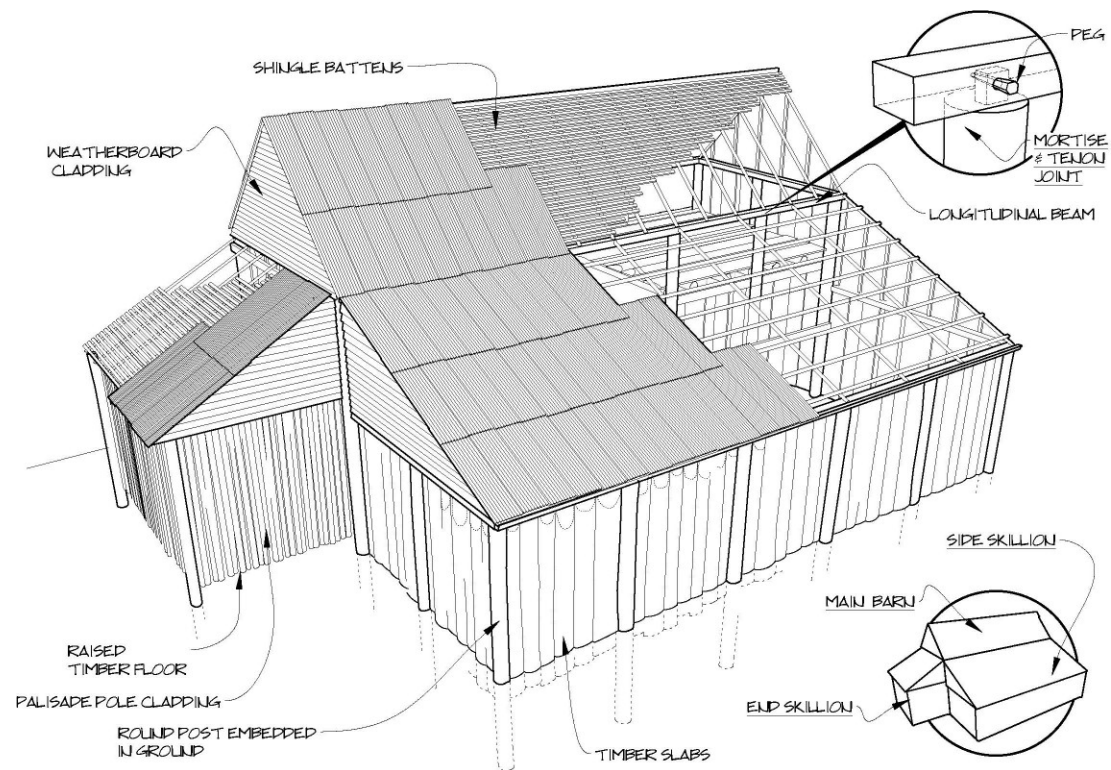 SHINGLE BATTENS
PEG
WEATHERBOARD
CLADDING
MORTISE
& TENON
JOINT
LONGITUDINAL BEAM
SIDE SKILLION
MAIN BARN
END SKILLION
RAISED
TIMBER FLOOR
PALISADE POLE CLADDING
ROUND POST EMBEDDED
IN GROUND
TIMBER SLABS